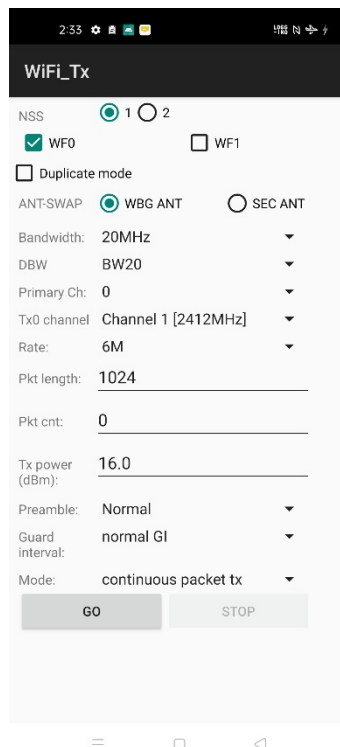 2:33
WiFi_Tx
NSS 1 2
WF0 WF1
Duplicate mode
ANT-SWAP WBG ANT SEC ANT
Bandwidth: 20MHz
DBW BW20
Primary Ch: 0
Tx0 channel Channel 1 [2412MHz]
Rate: 6M
Pkt length: 1024
Pkt cnt: 0
Tx power
(dBm): 16.0
Preamble: Normal
Guard
interval: normal GI
Mode: continuous packet tx
GO STOP